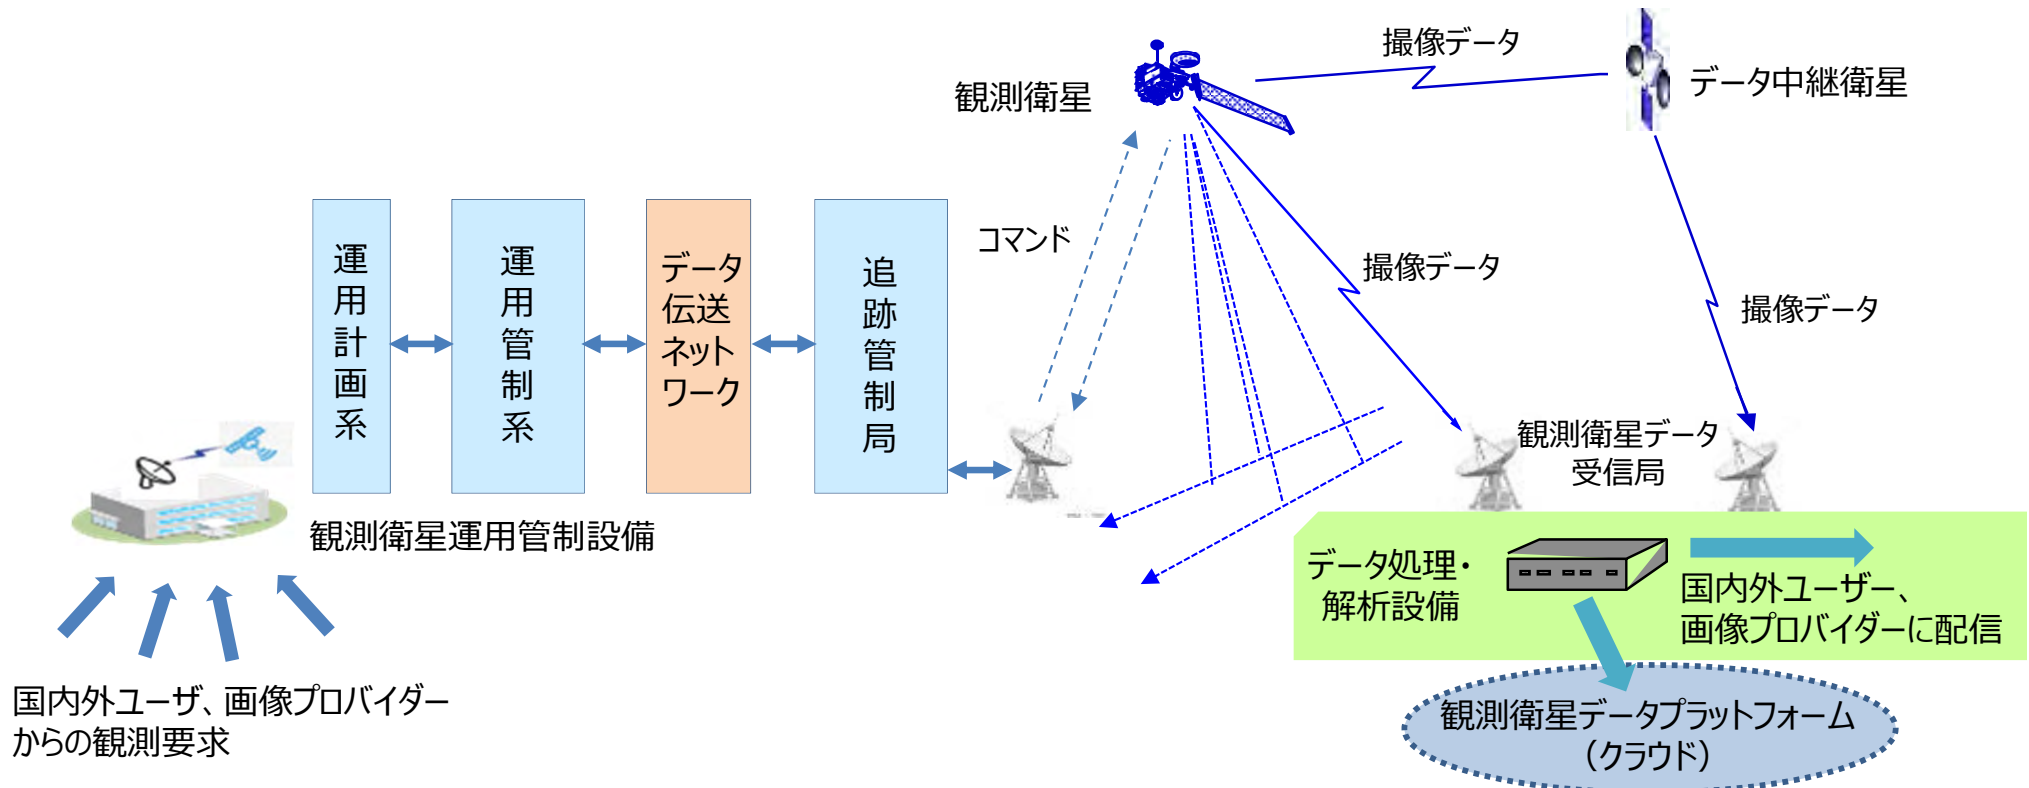 撮像データ
観測衛星
データ中継衛星
運用計画系
運用管制系
データ
伝送
ネット
ワーク
追跡管制局
コマンド
撮像データ
撮像データ
観測衛星データ
受信局
観測衛星運用管制設備
データ処理・
解析設備
国内外ユーザー、
画像プロバイダーに配信
国内外ユーザ、画像プロバイダー
からの観測要求
観測衛星データプラットフォーム
（クラウド）